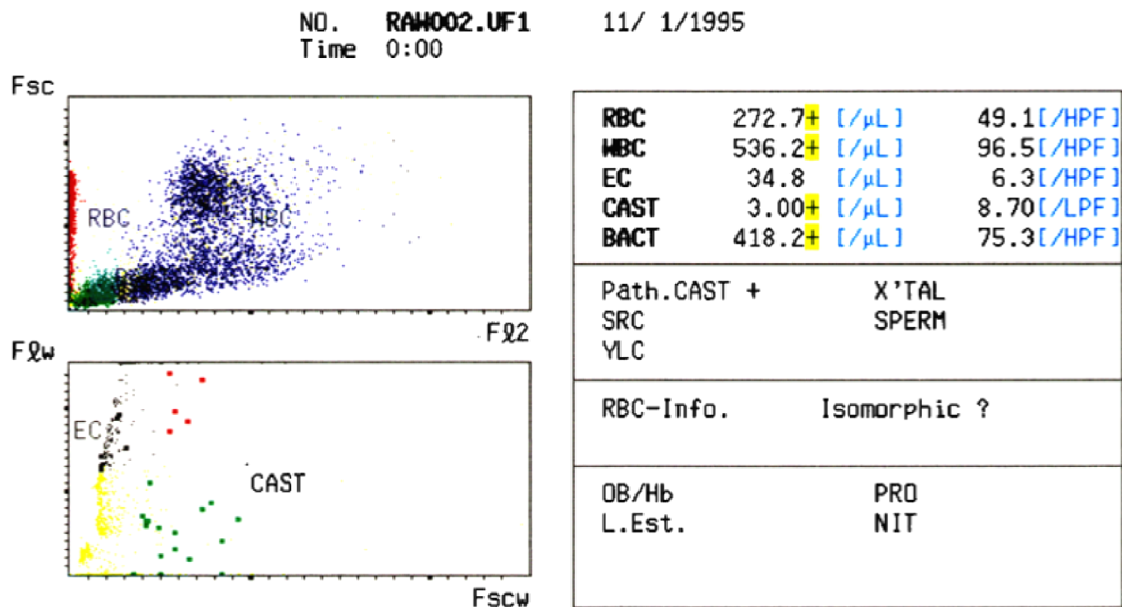 NO. RAW002.UF1 11/ 1/1995
Time 0:00
Fsc
RBC
WBC
Fℓ2
Fℓw
EC
CAST
Fscw
RBC 272.7+ [/μL] 49.1[/HPF]
WBC 536.2+ [/μL] 96.5[/HPF]
EC 34.8 [/μL] 6.3[/HPF]
CAST 3.00+ [/μL] 8.70[/LPF]
BACT 418.2+ [/μL] 75.3[/HPF]
Path.CAST + X'TAL
SRC SPERM
YLC
RBC-Info. Isomorphic ?
OB/Hb PRO
L.Est. NIT